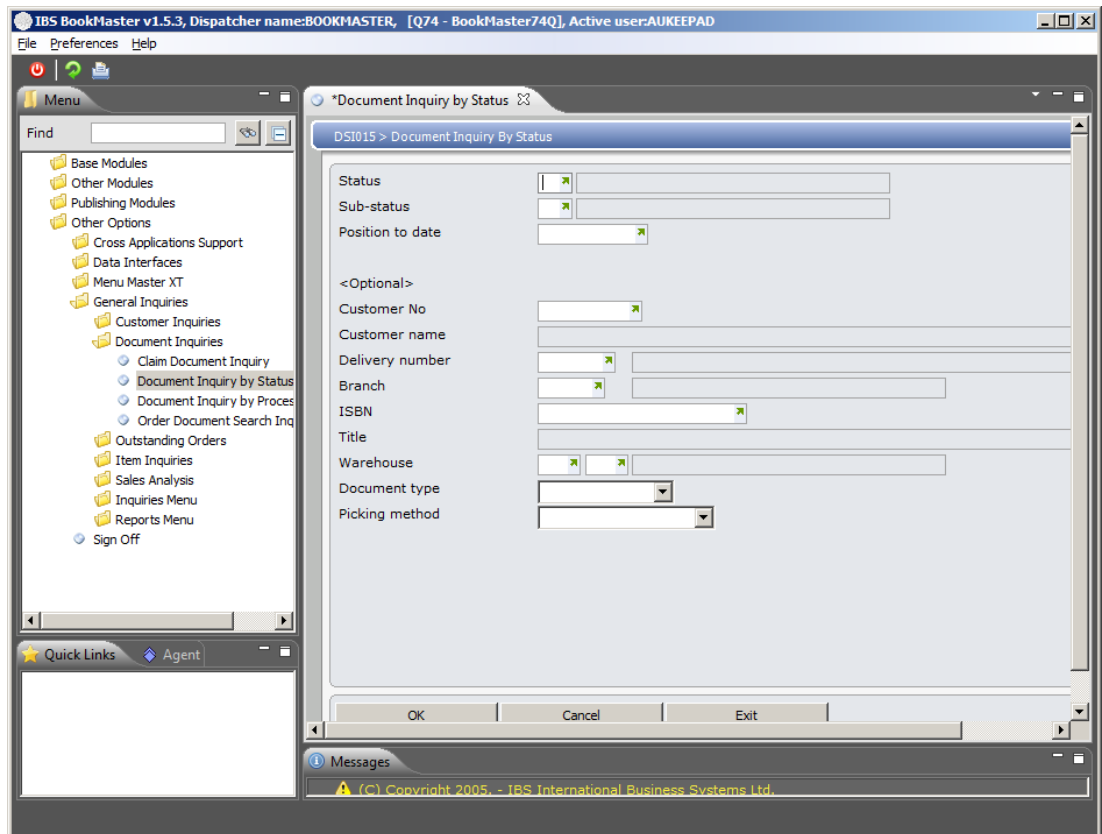 IBS BookMaster v1.5.3, Dispatcher name:BOOKMASTER, [Q74 - BookMaster74Q], Active user:AUKEEPAD
File Preferences Help
Menu
Find
Base Modules
Other Modules
Publishing Modules
Other Options
Cross Applications Support
Data Interfaces
Menu Master XT
General Inquiries
Customer Inquiries
Document Inquiries
Claim Document Inquiry
Document Inquiry by Status
Document Inquiry by Proces
Order Document Search Inq
Outstanding Orders
Item Inquiries
Sales Analysis
Inquiries Menu
Reports Menu
Sign Off
Quick Links Agent
*Document Inquiry by Status
DSI015 > Document Inquiry By Status
Status
Sub-status
Position to date
<Optional>
Customer No
Customer name
Delivery number
Branch
ISBN
Title
Warehouse
Document type
Picking method
OK Cancel Exit
Messages
(C) Copyright 2005. - IBS International Business Systems Ltd.